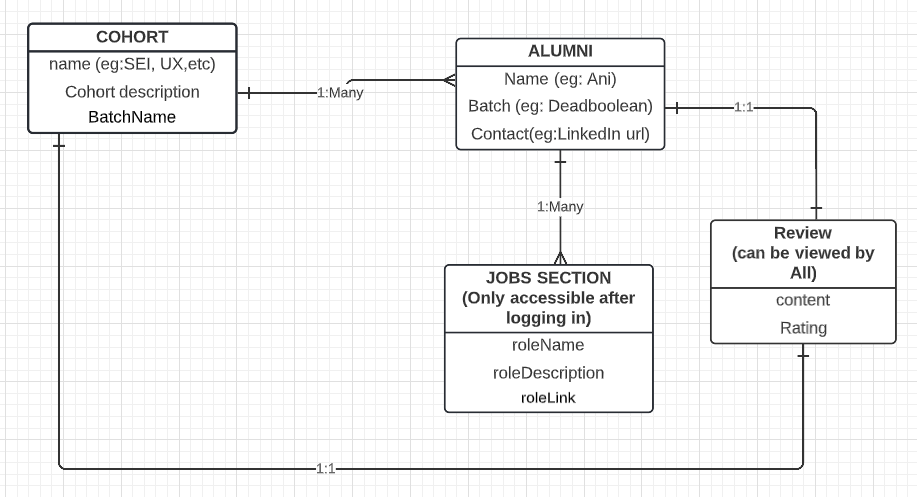 COHORT
name (eg:SEI, UX,etc)
Cohort description
BatchName
1:Many
ALUMNI
Name (eg: Ani)
Batch (eg: Deadboolean)
Contact(eg:LinkedIn url)
1:1
1:Many
Review
(can be viewed by
All)
content
Rating
JOBS SECTION
(Only accessible after
logging in)
roleName
roleDescription
roleLink
1:1